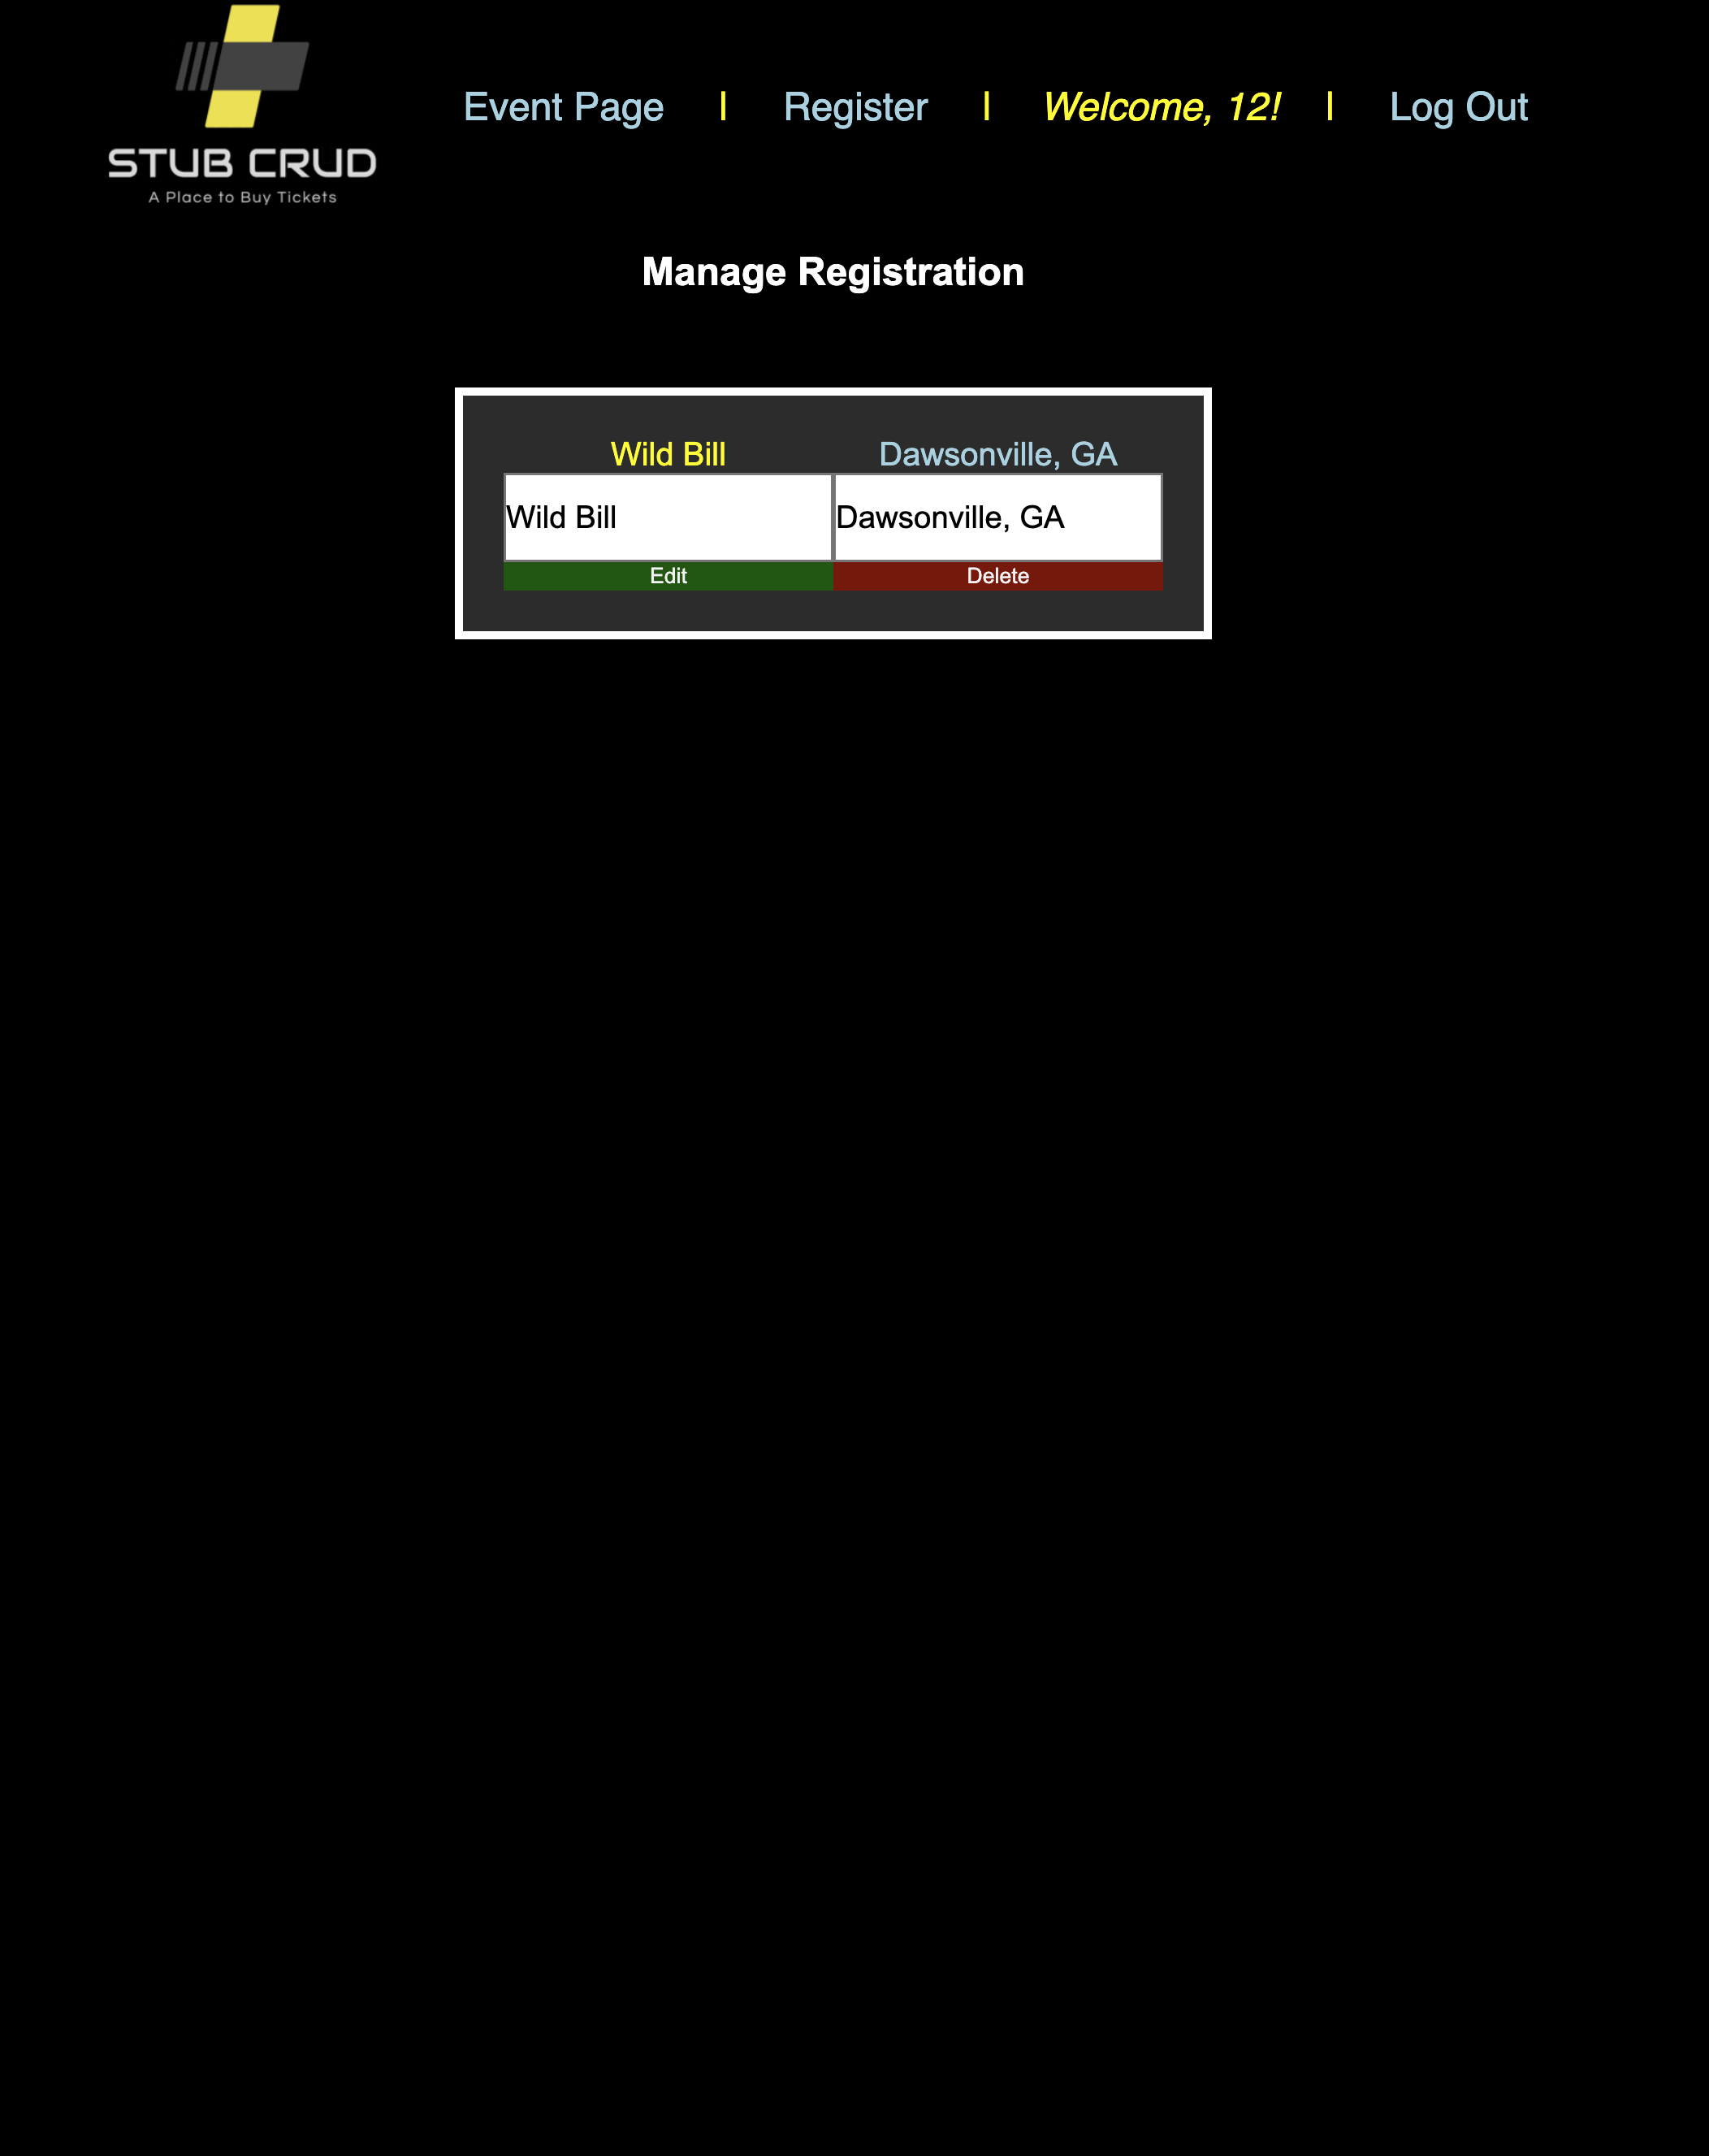 STUB CRUD
A Place to Buy Tickets
Event Page | Register | Welcome, 12! | Log Out
Manage Registration
Wild Bill Dawsonville, GA
Wild Bill Dawsonville, GA
Edit Delete